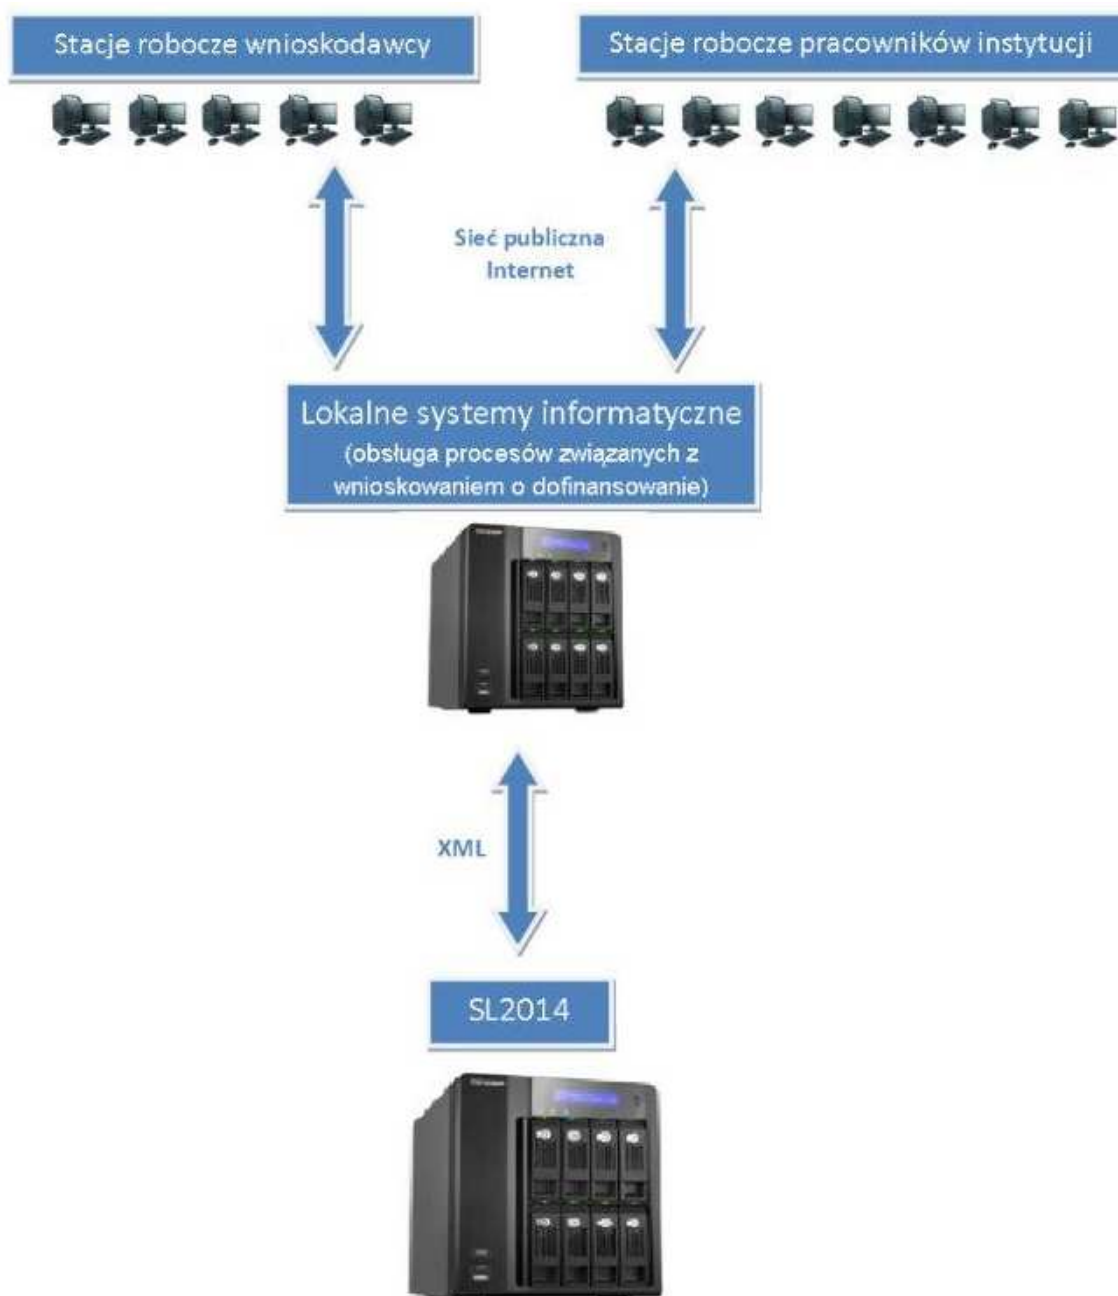 Stacje robocze wnioskodawcy
Stacje robocze pracowników instytucji
Sieć publiczna
Internet
Lokalne systemy informatyczne
(obsługa procesów związanych z
wnioskowaniem o dofinansowanie)
XML
SL2014